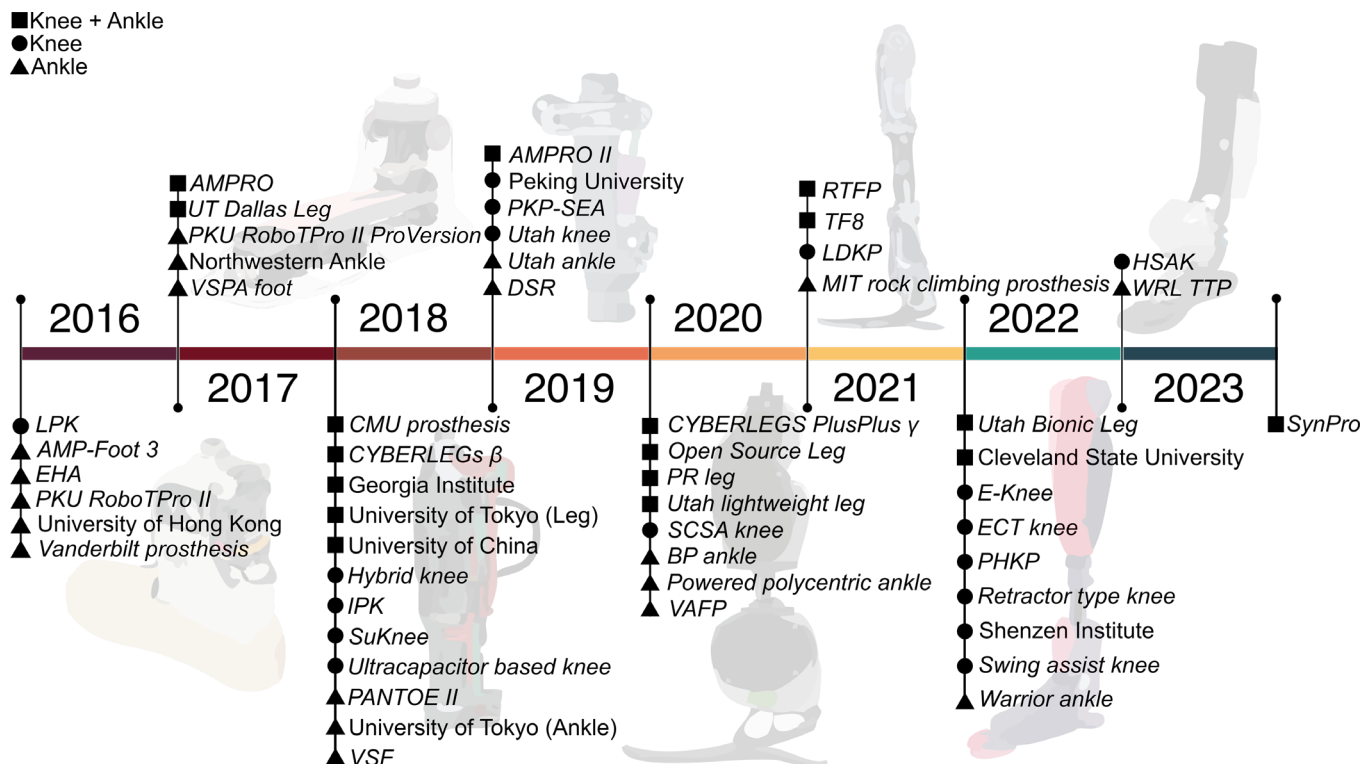 Knee + Ankle
Knee
Ankle
AMPRO
UT Dallas Leg
PKU RoboTPro II ProVersion
Northwestern Ankle
VSPA foot
AMPRO II
Peking University
PKP-SEA
Utah knee
Utah ankle
DSR
RTFP
TF8
LDKP
MIT rock climbing prosthesis
HSAK
WRL TTP
2016
2018
2020
2022
2017
2019
2021
2023
LPK
AMP-Foot 3
EHA
PKU RoboTPro II
University of Hong Kong
Vanderbilt prosthesis
CMU prosthesis
CYBERLEGs β
Georgia Institute
University of Tokyo (Leg)
University of China
Hybrid knee
IPK
SuKnee
Ultracapacitor based knee
PANTOE II
University of Tokyo (Ankle)
VSF
CYBERLEGS PlusPlus γ
Open Source Leg
PR leg
Utah lightweight leg
SCSA knee
BP ankle
Powered polycentric ankle
VAFP
Utah Bionic Leg
Cleveland State University
E-Knee
ECT knee
PHKP
Retractor type knee
Shenzen Institute
Swing assist knee
Warrior ankle
SynPro